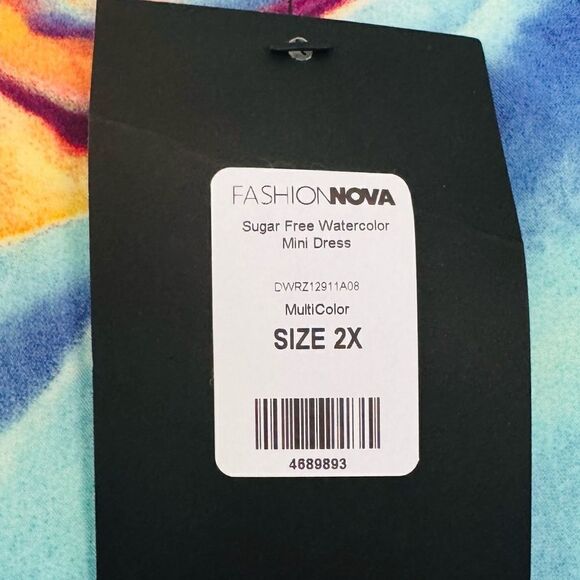 FASHIONNOVA
Sugar Free Watercolor
Mini Dress
DWRZ12911A08
MultiColor
SIZE 2X
4689893